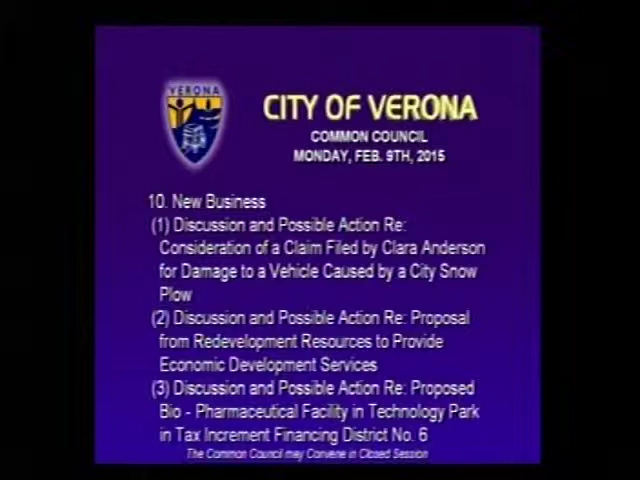 VERONA
CITY OF VERONA
COMMON COUNCIL
MONDAY, FEB. 9TH, 2015
10. New Business
(1) Discussion and Possible Action Re:
Consideration of a Claim Filed by Clara Anderson
for Damage to a Vehicle Caused by a City Snow
Plow
(2) Discussion and Possible Action Re: Proposal
from Redevelopment Resources to Provide
Economic Development Services
(3) Discussion and Possible Action Re: Proposed
Bio - Pharmaceutical Facility in Technology Park
in Tax Increment Financing District No. 6
The Common Council may Convene in Closed Session